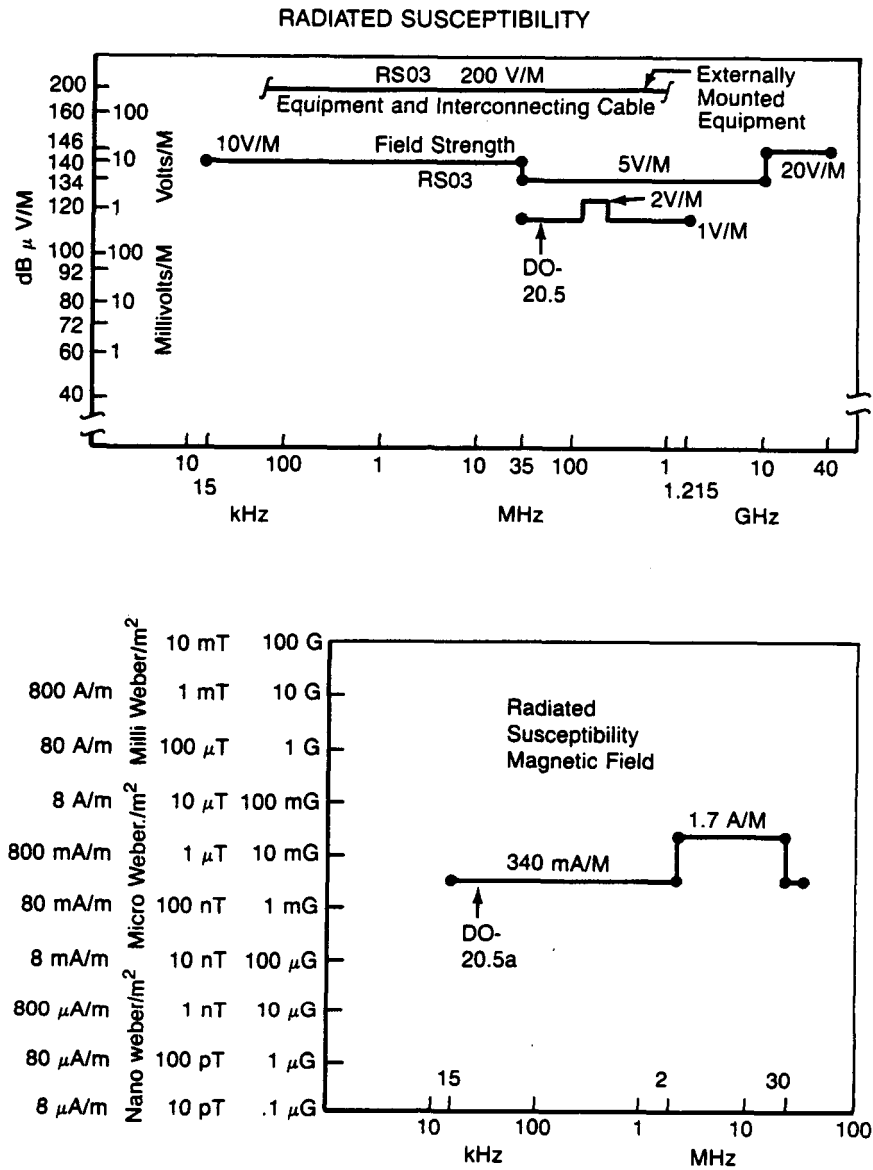 RADIATED SUSCEPTIBILITY
dB μ V/M
200
160
146
140
134
120
100
92
80
72
60
40
100
10
1
100
10
1
Volts/M
Millivolts/M
RS03 200 V/M
Equipment and Interconnecting Cable
Externally
Mounted
Equipment
10V/M
Field Strength
RS03
5V/M
20V/M
2V/M
1V/M
DO-
20.5
10 100 1 10 35 100 1 10 40
15 1.215
kHz MHz GHz
Milli Weber/m²
Micro Weber./m²
Nano weber/m²
10 mT 100 G
800 A/m 1 mT 10 G
80 A/m 100 μT 1 G
8 A/m 10 μT 100 mG
800 mA/m 1 μT 10 mG
80 mA/m 100 nT 1 mG
8 mA/m 10 nT 100 μG
800 μA/m 1 nT 10 μG
80 μA/m 100 pT 1 μG
8 μA/m 10 pT .1 μG
Radiated
Susceptibility
Magnetic Field
1.7 A/M
340 mA/M
DO-
20.5a
15 2 30
10 100 1 10 100
kHz MHz